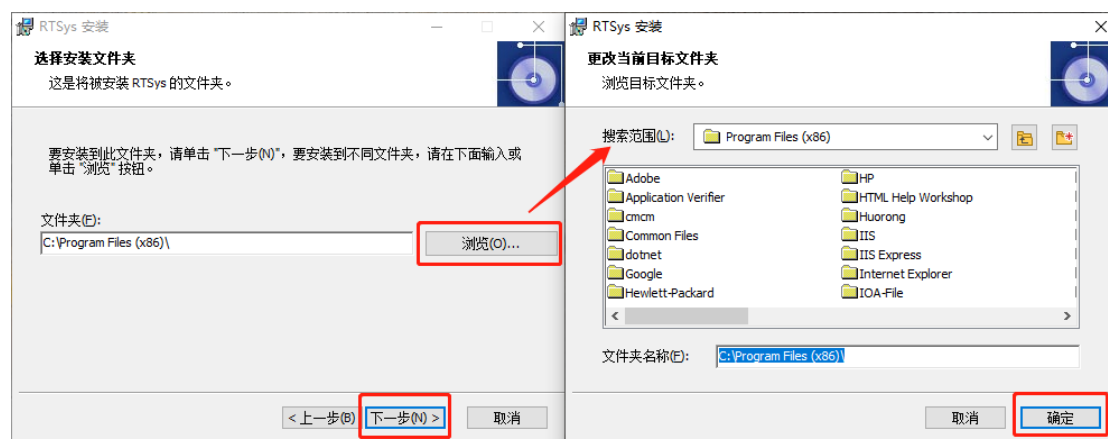 RTSys 安装
选择安装文件夹
这是将被安装 RTSys 的文件夹。
要安装到此文件夹，请单击 "下一步(N)"，要安装到不同文件夹，请在下面输入或
单击 "浏览" 按钮。
文件夹(F):
C:\Program Files (x86)\
浏览(O)...
< 上一步(B)
下一步(N) >
取消
RTSys 安装
更改当前目标文件夹
浏览目标文件夹。
搜索范围(L):
Program Files (x86)
Adobe
Application Verifier
cmcm
Common Files
dotnet
Google
Hewlett-Packard
HP
HTML Help Workshop
Huorong
IIS
IIS Express
Internet Explorer
IOA-File
文件夹名称(F):
C:\Program Files (x86)\
取消
确定